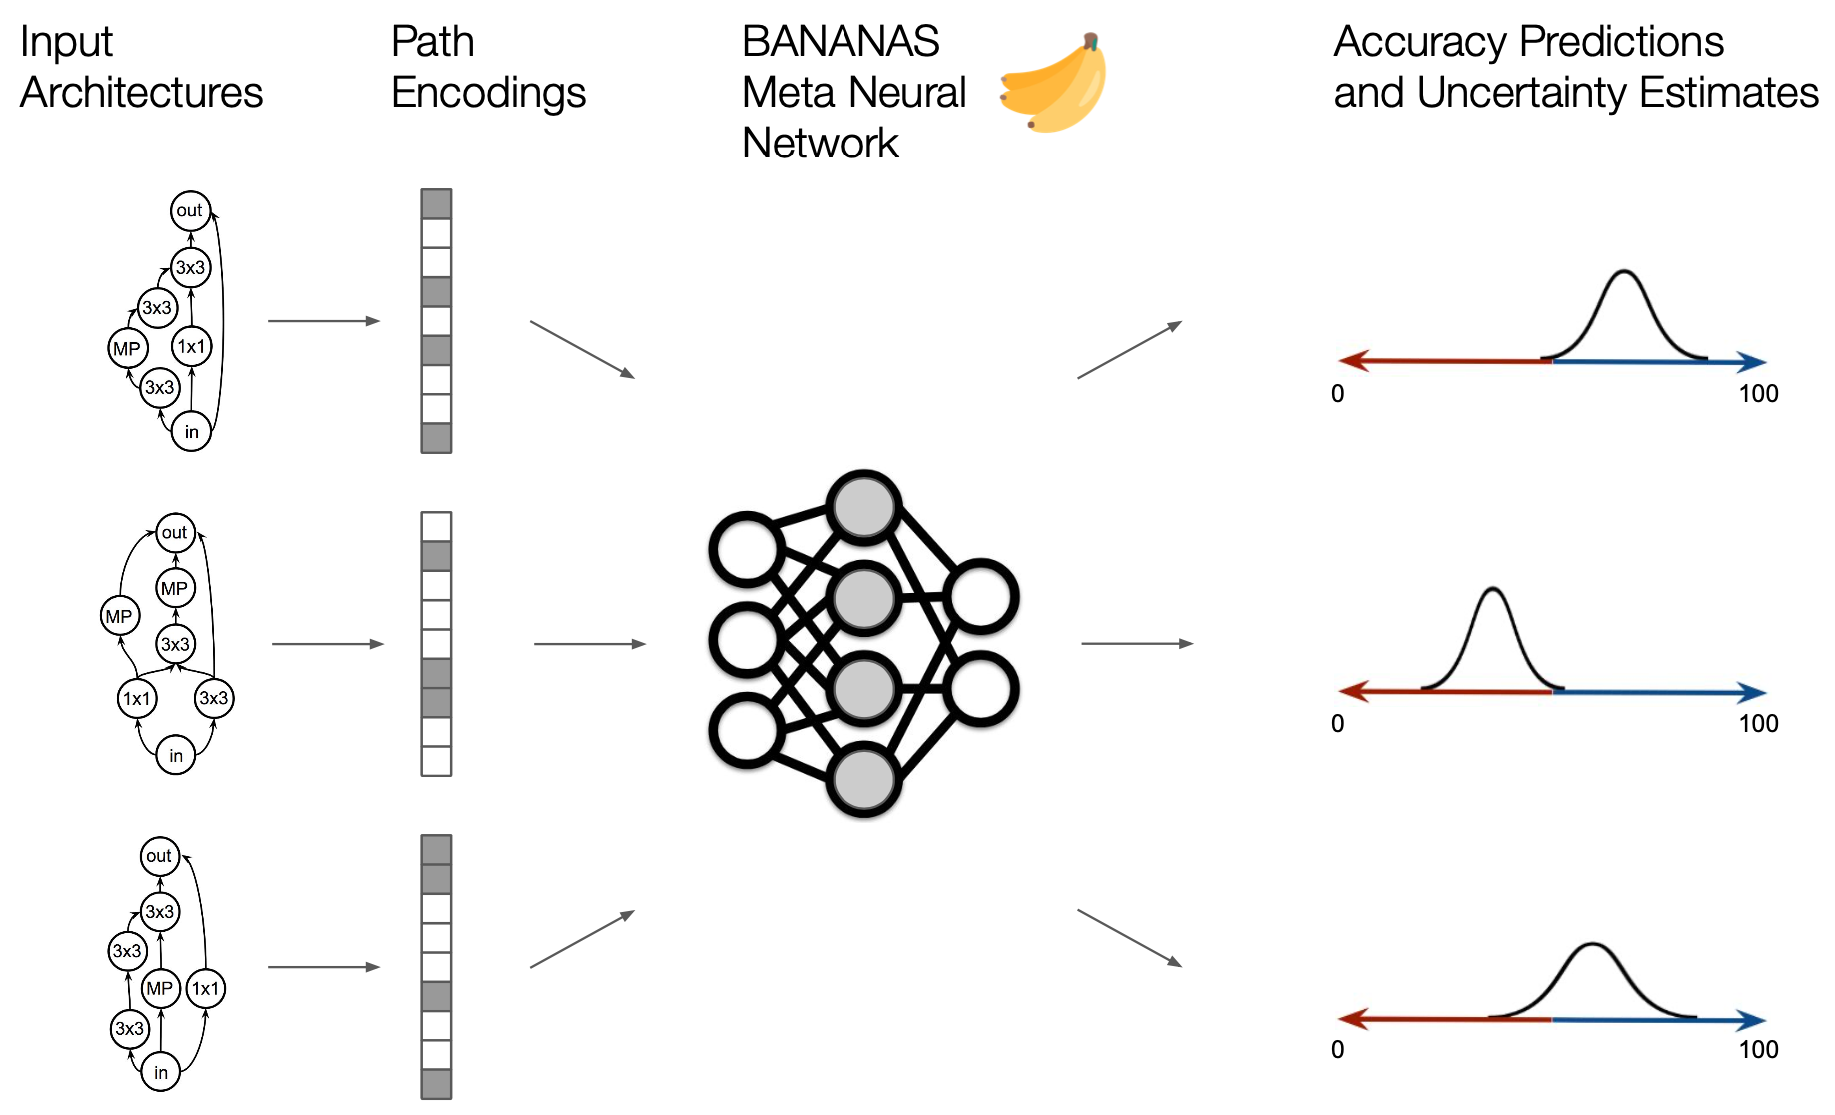 Input
Architectures
Path
Encodings
BANANAS
Meta Neural
Network
Accuracy Predictions
and Uncertainty Estimates
out
3x3
3x3
MP
1x1
3x3
in
0
100
out
MP
MP
3x3
1x1
3x3
in
0
100
out
3x3
3x3
MP
1x1
3x3
in
0
100